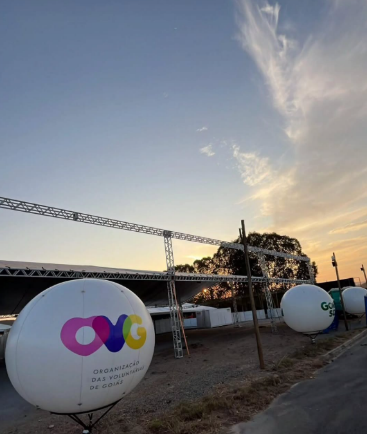 OVG
ORGANIZAÇÃO
DAS VOLUNTÁRIAS
DE GOIÁS